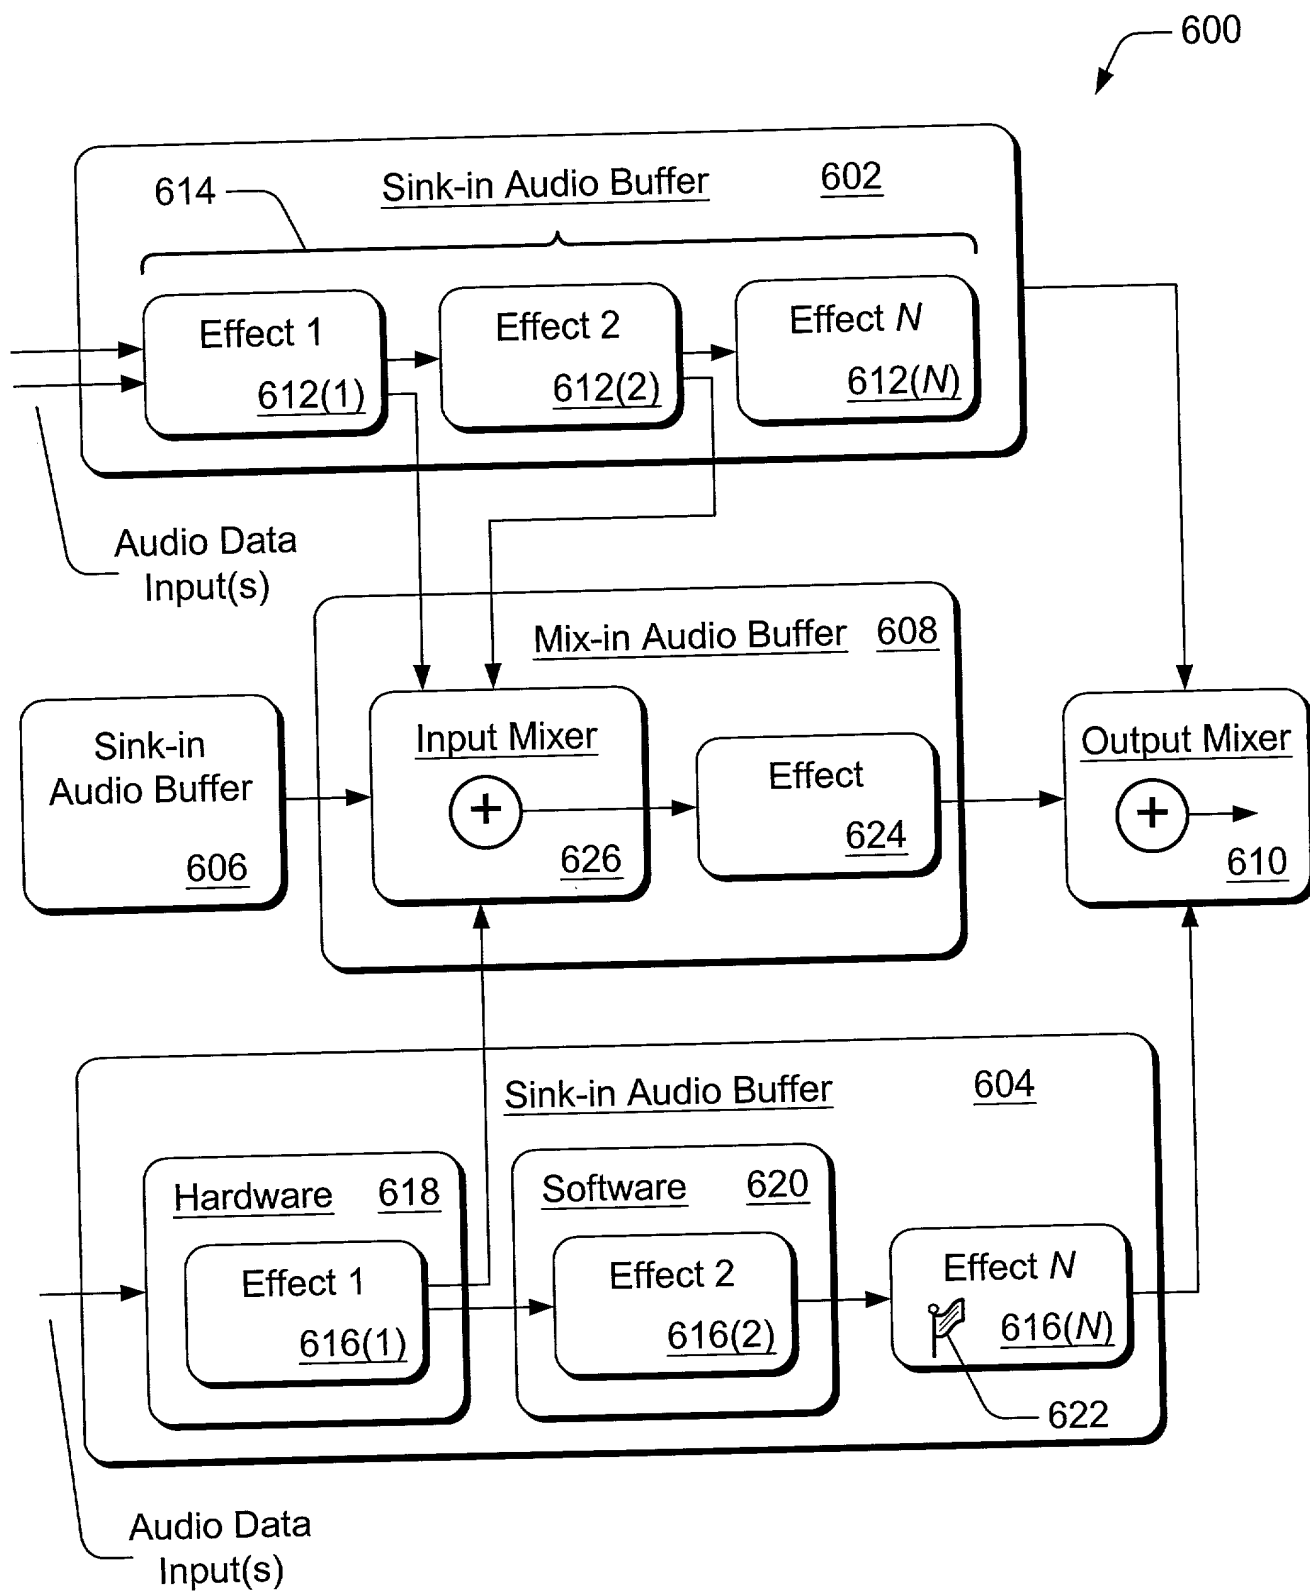 600
614
Sink-in Audio Buffer 602
Effect 1
612(1)
Effect 2
612(2)
Effect N
612(N)
Audio Data
Input(s)
Mix-in Audio Buffer 608
Sink-in
Audio Buffer
606
Input Mixer
+
626
Effect
624
Output Mixer
+
610
Sink-in Audio Buffer 604
Hardware 618
Effect 1
616(1)
Software 620
Effect 2
616(2)
Effect N
616(N)
622
Audio Data
Input(s)